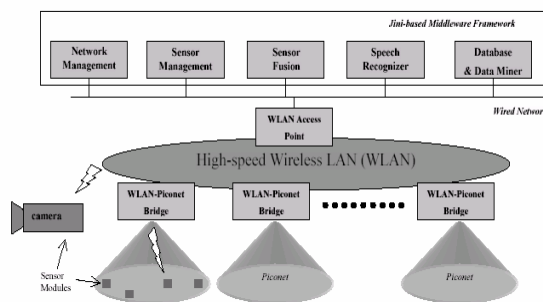 Jini-based Middleware Framework
Network
Management
Sensor
Management
Sensor
Fusion
Speech
Recognizer
Database
& Data Miner
Wired Network
WLAN Access
Point
High-speed Wireless LAN (WLAN)
WLAN-Piconet
Bridge
WLAN-Piconet
Bridge
WLAN-Piconet
Bridge
camera
Sensor
Modules
Piconet
Piconet